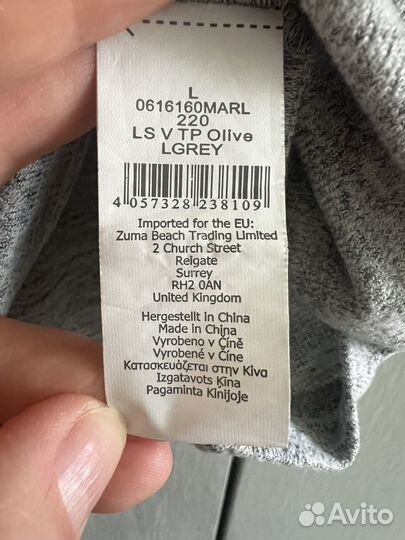 L
0616160MARL
220
LS V TP Olive
LGREY
4 057328 238109
Imported for the EU:
Zuma Beach Trading Limited
2 Church Street
Reigate
Surrey
RH2 0AN
United Kingdom
Hergestellt in China
Made in China
Vyrobeno v Číně
Vyrobené v Číne
Κατασκευάζεται στην Κίνα
Izgatavots Ķīna
Pagaminta Kinijoje
Avito